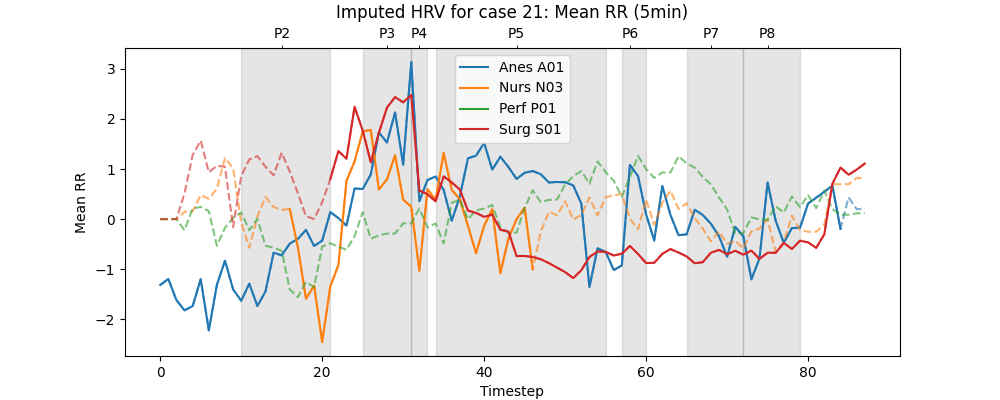 Imputed HRV for case 21: Mean RR (5min)
P2 P3 P4 P5 P6 P7 P8
Anes A01
Nurs N03
Perf P01
Surg S01
Mean RR
3
2
1
0
−1
−2
0 20 40 60 80
Timestep